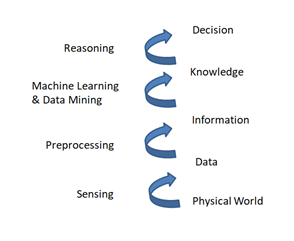 Decision
Reasoning
Knowledge
Machine Learning
& Data Mining
Information
Preprocessing
Data
Sensing
Physical World